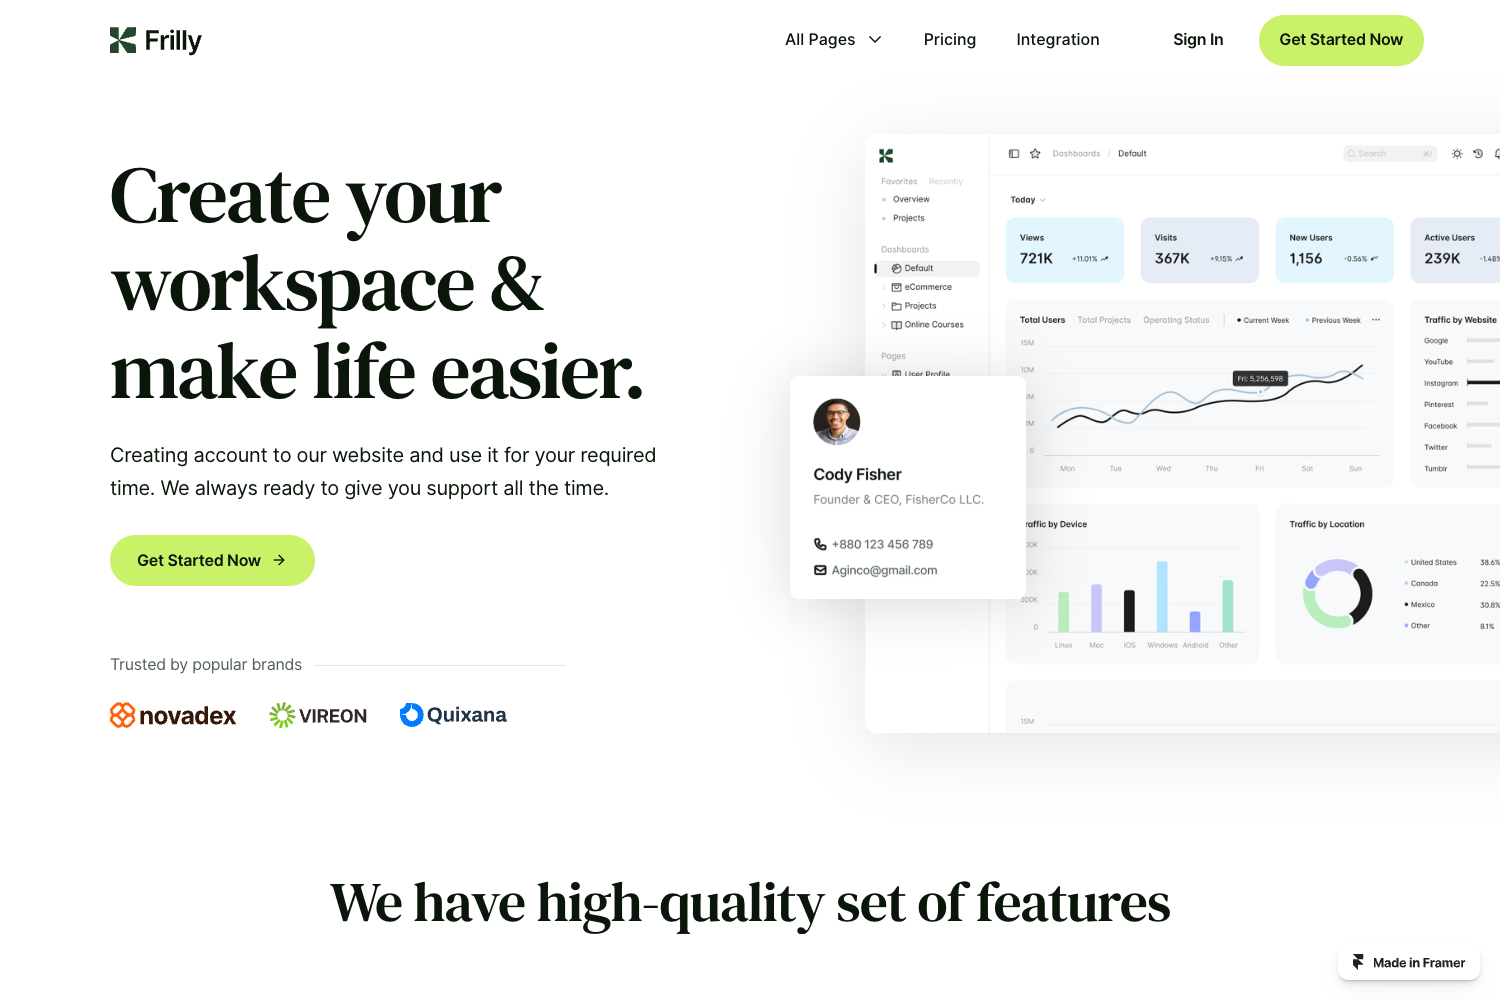 Frilly
All Pages
Pricing
Integration
Sign In
Get Started Now
Create your
workspace &
make life easier.
Creating account to our website and use it for your required
time. We always ready to give you support all the time.
Get Started Now
Trusted by popular brands
novadex
VIREON
Quixana
Dashboards / Default
Search
⌘/
Favorites Recently
Overview
Projects
Dashboards
Default
eCommerce
Projects
Online Courses
Pages
User Profile
Today
Views
721K
+11.01%
Visits
367K
+9.15%
New Users
1,156
-0.56%
Active Users
239K
-1.48%
Total Users Total Projects Operating Status
Current Week
Previous Week
15M
10M
0
Fri: 5,256,598
Mon Tue Wed Thu Fri Sat Sun
Traffic by Website
Google
YouTube
Instagram
Pinterest
Facebook
Twitter
Tumblr
Cody Fisher
Founder & CEO, FisherCo LLC.
+880 123 456 789
Aginco@gmail.com
Traffic by Device
300K
0
Linux Mac IOS Windows Android Other
Traffic by Location
United States 38.6%
Canada 22.5%
Mexico 30.8%
Other 8.1%
15M
We have high-quality set of features
Made in Framer